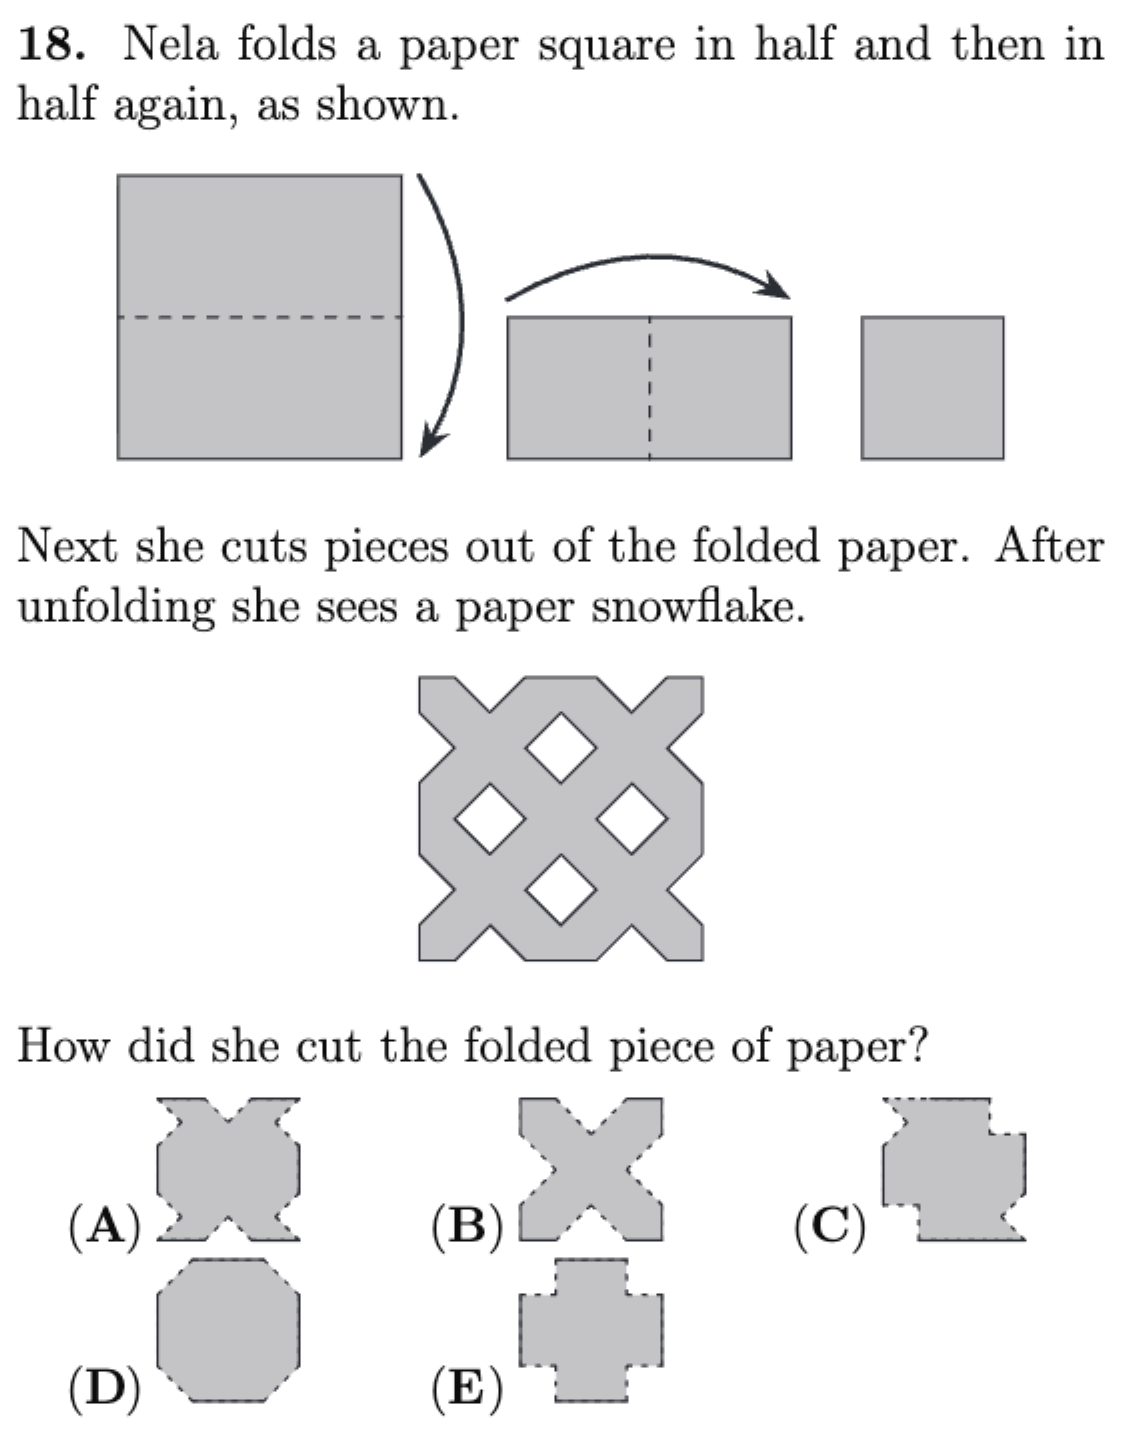 18. Nela folds a paper square in half and then in
half again, as shown.
Next she cuts pieces out of the folded paper. After
unfolding she sees a paper snowflake.
How did she cut the folded piece of paper?
(A) (B) (C)
(D) (E)